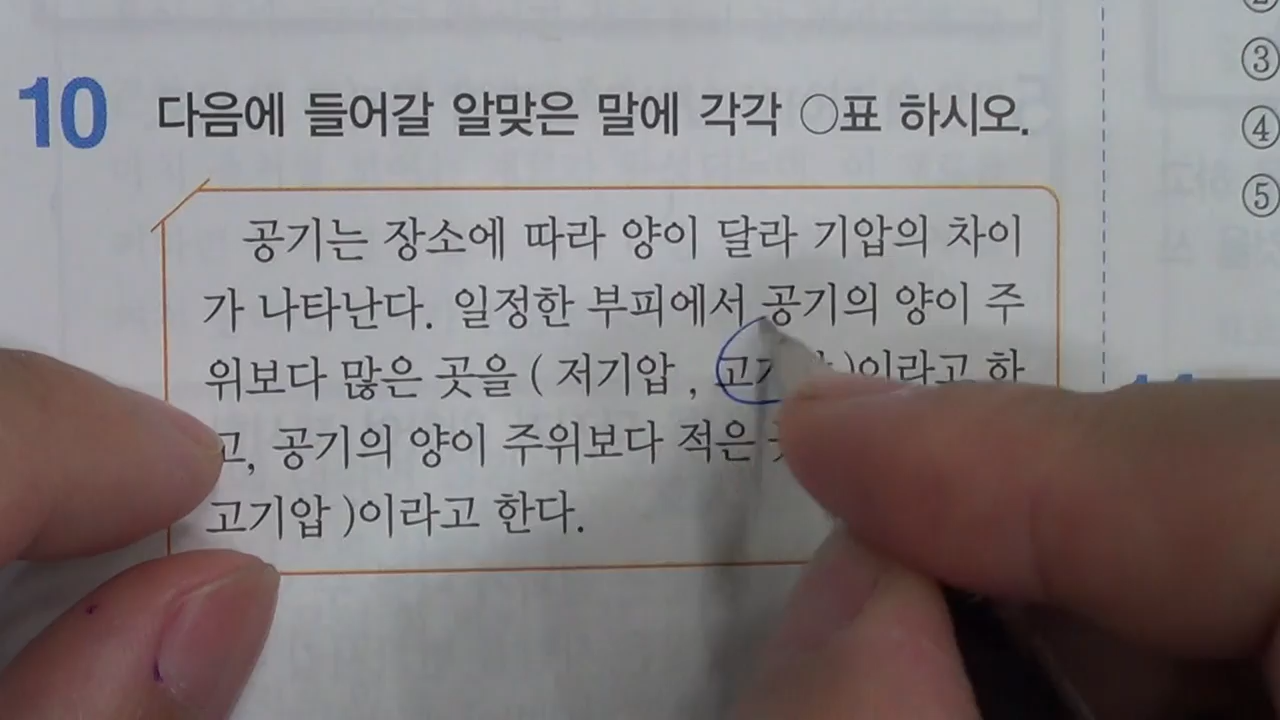 10 다음에 들어갈 알맞은 말에 각각 ○표 하시오.
공기는 장소에 따라 양이 달라 기압의 차이
가 나타난다. 일정한 부피에서 공기의 양이 주
위보다 많은 곳을 ( 저기압 , )이라고 한
고, 공기의 양이 주위보다 적은
고기압 )이라고 한다.
③
④
⑤